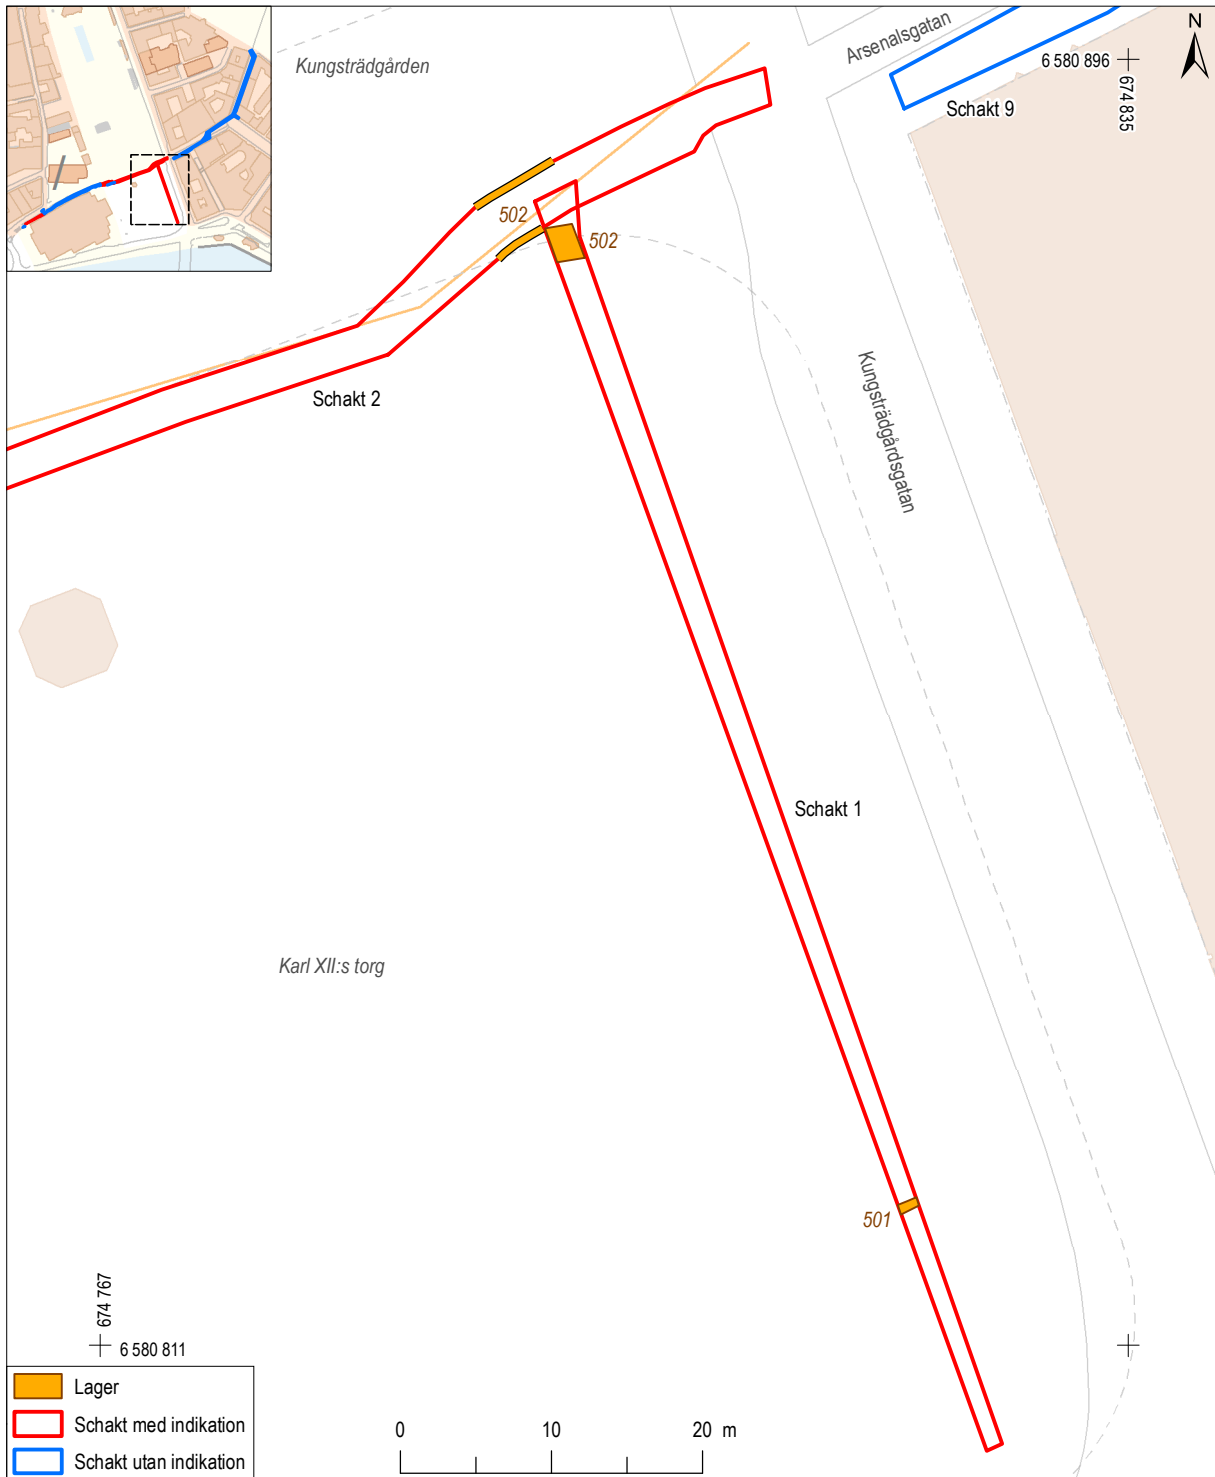 Kungsträdgården
Arsenalsgatan
N
6 580 896
674 835
Schakt 9
502
502
Schakt 2
Kungsträdgårdsgatan
Schakt 1
Karl XII:s torg
501
674 767
6 580 811
Lager
Schakt med indikation
Schakt utan indikation
0 10 20 m